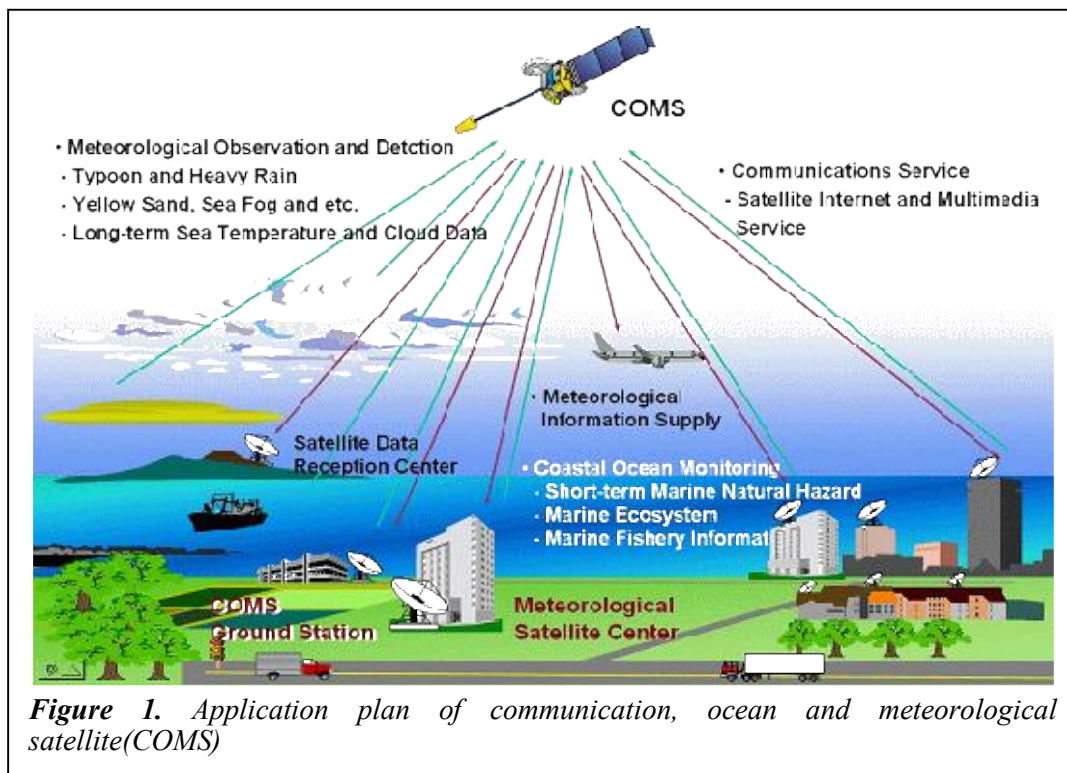 COMS
• Meteorological Observation and Detction
- Typoon and Heavy Rain
- Yellow Sand, Sea Fog and etc.
- Long-term Sea Temperature and Cloud Data
• Communications Service
- Satellite Internet and Multimedia
Service
• Meteorological
Information Supply
Satellite Data
Reception Center
• Coastal Ocean Monitoring
- Short-term Marine Natural Hazard
- Marine Ecosystem
- Marine Fishery Informat
COMS
Ground Station
Meteorological
Satellite Center
Figure 1. Application plan of communication, ocean and meteorological
satellite(COMS)